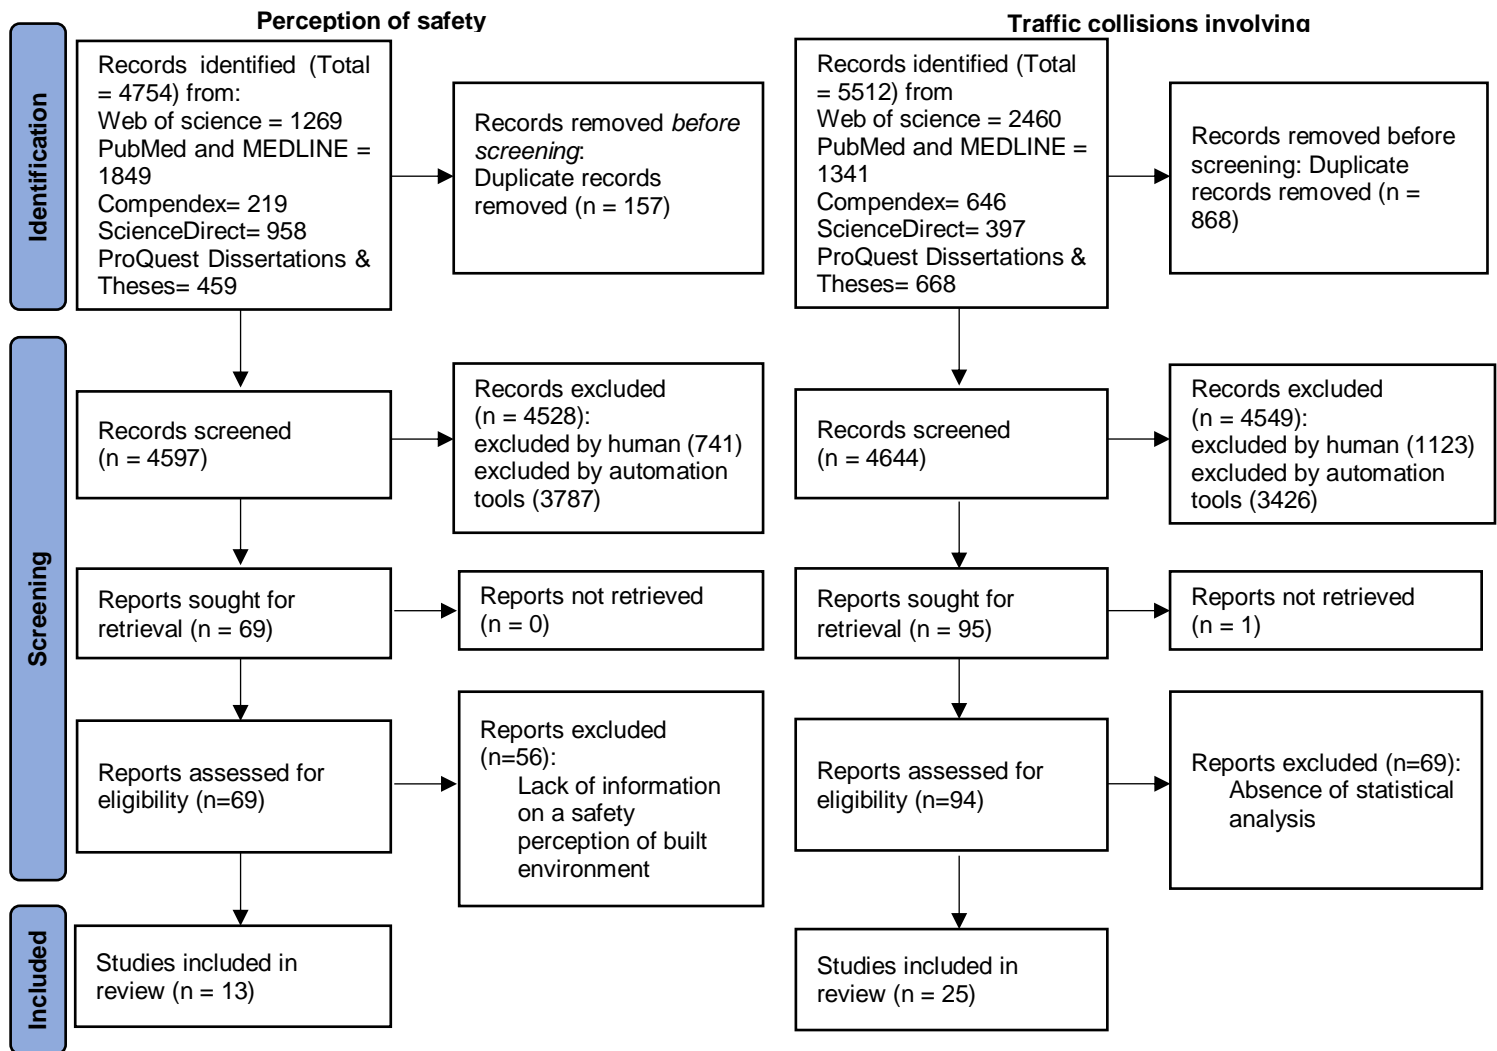 Perception of safety
Identification
Records identified (Total
= 4754) from:
Web of science = 1269
PubMed and MEDLINE =
1849
Compendex= 219
ScienceDirect= 958
ProQuest Dissertations &
Theses= 459
Records removed before
screening:
Duplicate records
removed (n = 157)
Screening
Records screened
(n = 4597)
Records excluded
(n = 4528):
excluded by human (741)
excluded by automation
tools (3787)
Reports sought for
retrieval (n = 69)
Reports not retrieved
(n = 0)
Reports assessed for
eligibility (n=69)
Reports excluded
(n=56):
Lack of information
on a safety
perception of built
environment
Included
Studies included in
review (n = 13)
Traffic collisions involving
Records identified (Total
= 5512) from
Web of science = 2460
PubMed and MEDLINE =
1341
Compendex= 646
ScienceDirect= 397
ProQuest Dissertations &
Theses= 668
Records removed before
screening: Duplicate
records removed (n =
868)
Records screened
(n = 4644)
Records excluded
(n = 4549):
excluded by human (1123)
excluded by automation
tools (3426)
Reports sought for
retrieval (n = 95)
Reports not retrieved
(n = 1)
Reports assessed for
eligibility (n=94)
Reports excluded (n=69):
Absence of statistical
analysis
Studies included in
review (n = 25)